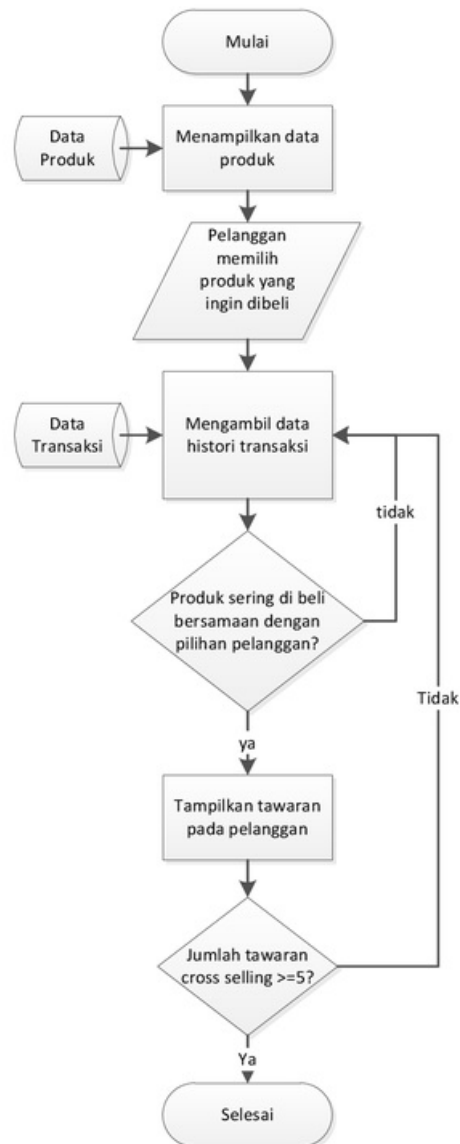 Mulai
Data
Produk
Menampilkan data
produk
Pelanggan
memilih
produk yang
ingin dibeli
Data
Transaksi
Mengambil data
histori transaksi
tidak
Produk sering di beli
bersamaan dengan
pilihan pelanggan?
Tidak
ya
Tampilkan tawaran
pada pelanggan
Jumlah tawaran
cross selling >=5?
Ya
Selesai